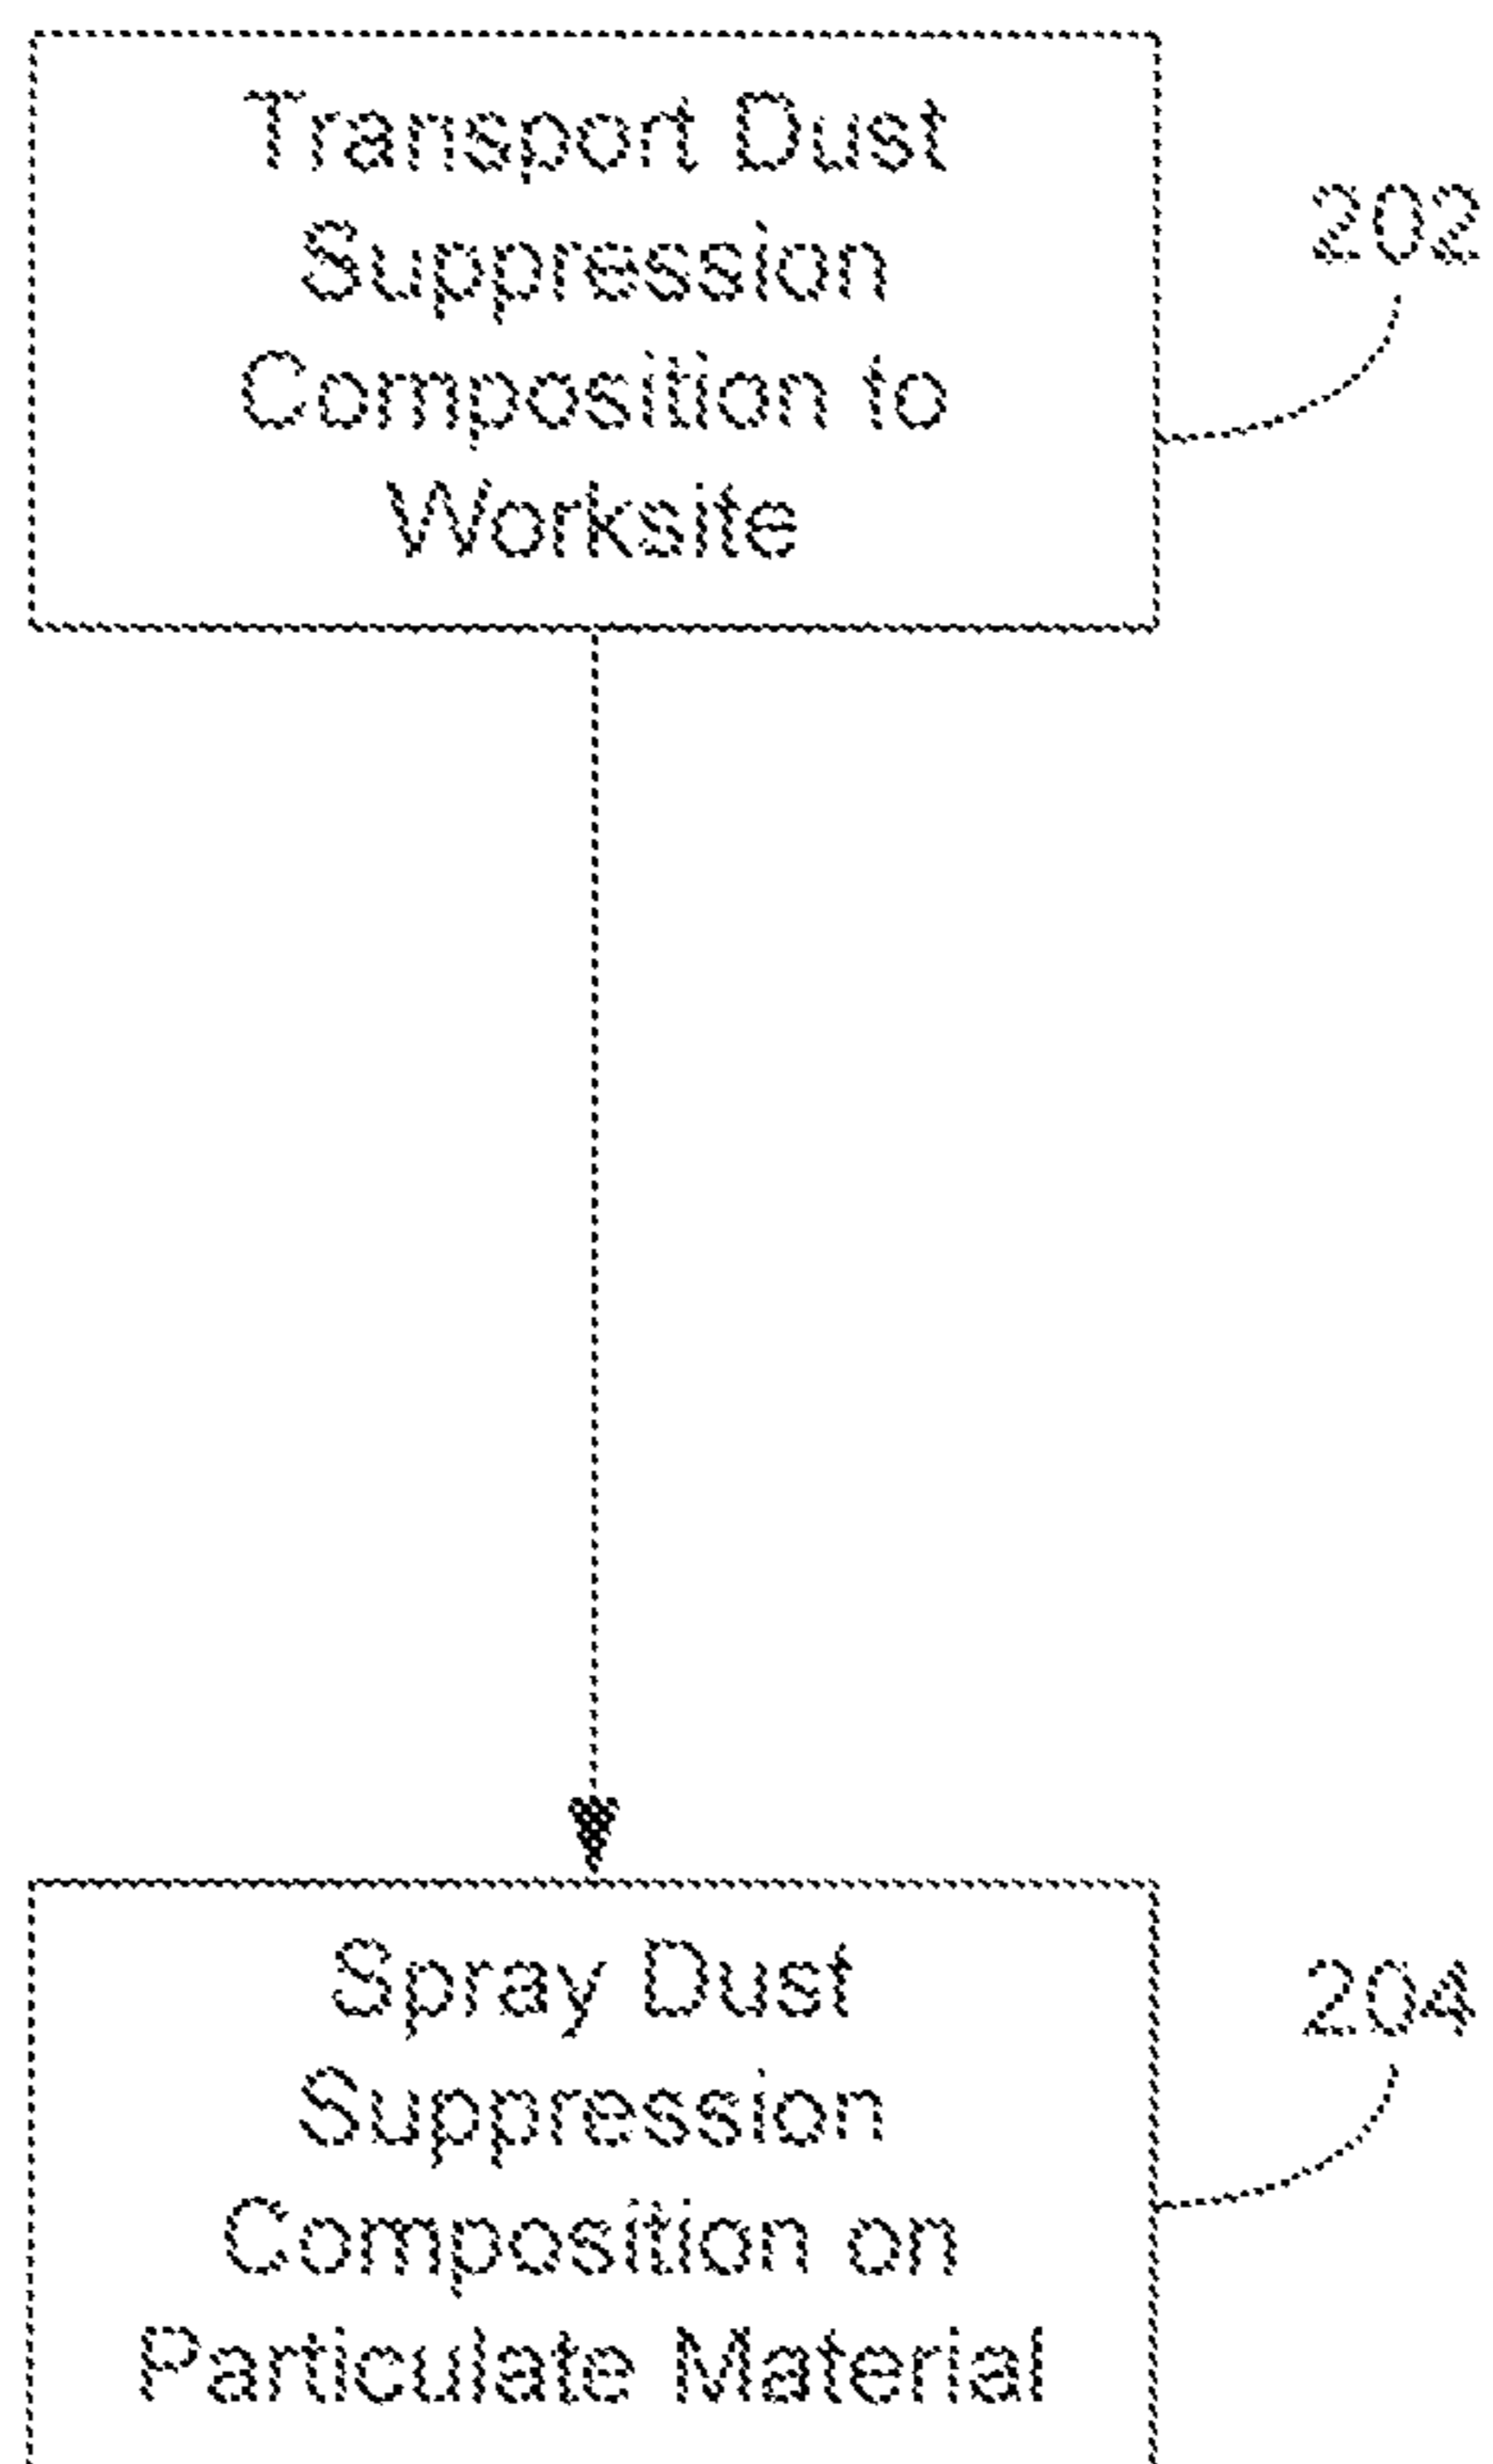 Transport Dust
Suppression
Composition to
Worksite
202
Spray Dust
Suppression
Composition on
Particulate Material
204